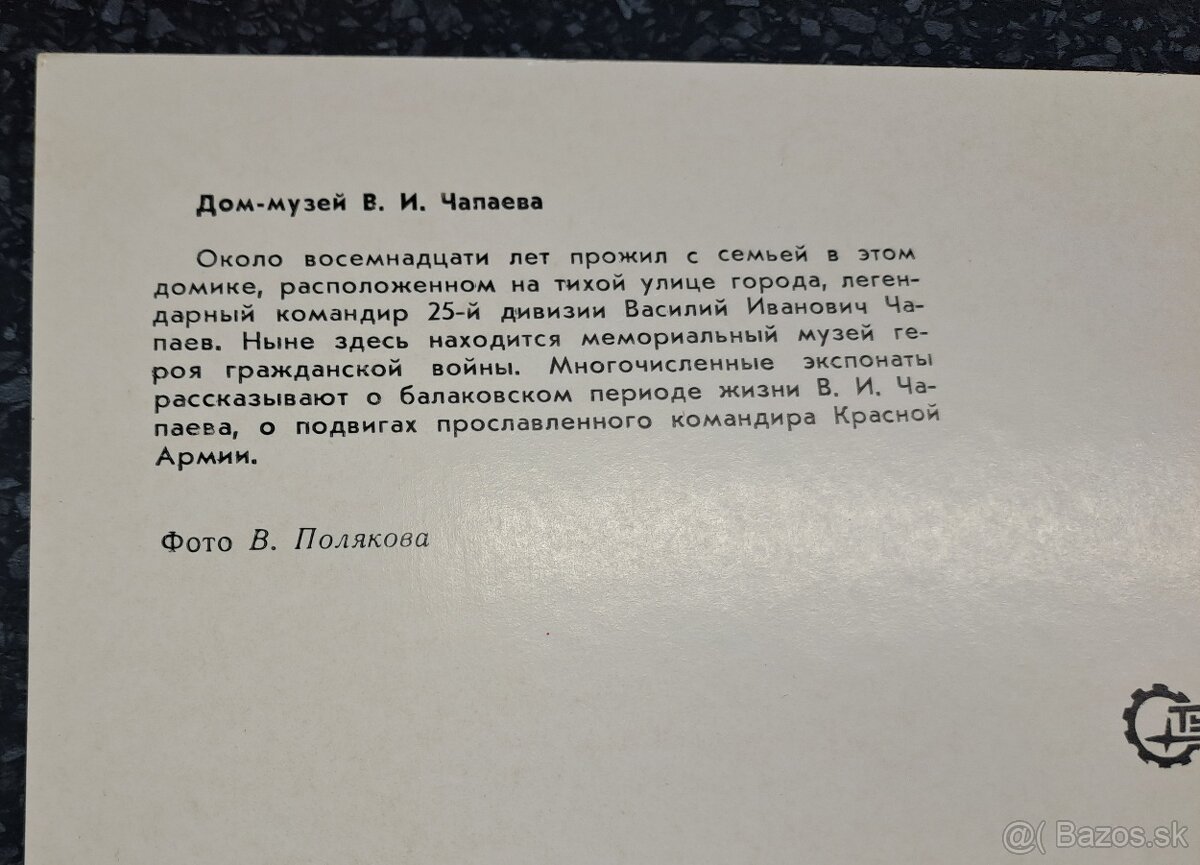 Дом-музей В. И. Чапаева
Около восемнадцати лет прожил с семьей в этом
домике, расположенном на тихой улице города, леген-
дарный командир 25-й дивизии Василий Иванович Ча-
паев. Ныне здесь находится мемориальный музей ге-
роя гражданской войны. Многочисленные экспонаты
рассказывают о балаковском периоде жизни В. И. Ча-
паева, о подвигах прославленного командира Красной
Армии.
Фото В. Полякова
@( Bazos.sk